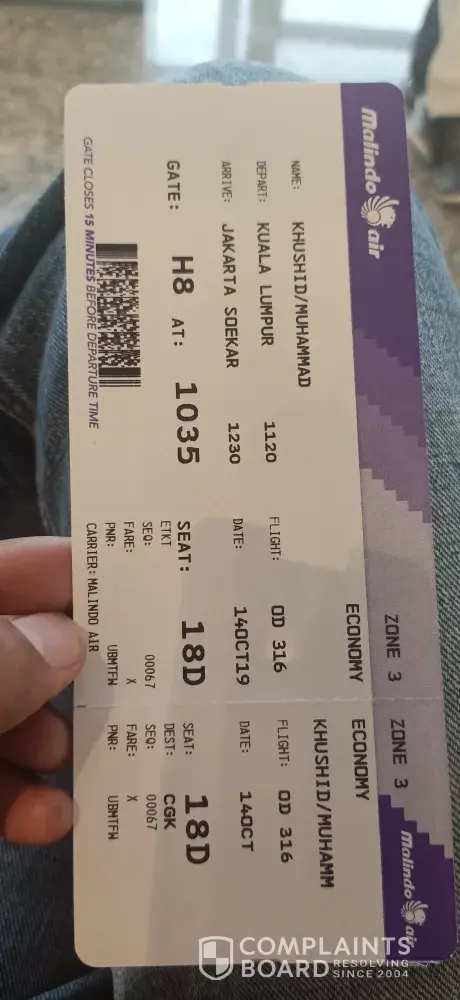 malindo air
ZONE 3
ECONOMY
NAME: KHUSHID/MUHAMMAD
DEPART: KUALA LUMPUR 1120
ARRIVE: JAKARTA SOEKAR 1230
FLIGHT: OD 316
DATE: 14OCT19
GATE: H8 AT: 1035
SEAT: 18D
ETKT
SEQ: 00067
FARE: X
PNR: UBMTFW
CARRIER: MALINDO AIR
GATE CLOSES 15 MINUTES BEFORE DEPARTURE TIME
malindo air
ZONE 3
ECONOMY
KHUSHID/MUHAMM
FLIGHT: OD 316
DATE: 14OCT
SEAT: 18D
DEST: CGK
SEQ: 00067
FARE: X
PNR: UBMTFW
COMPLAINTS
BOARD RESOLVING
SINCE 2004